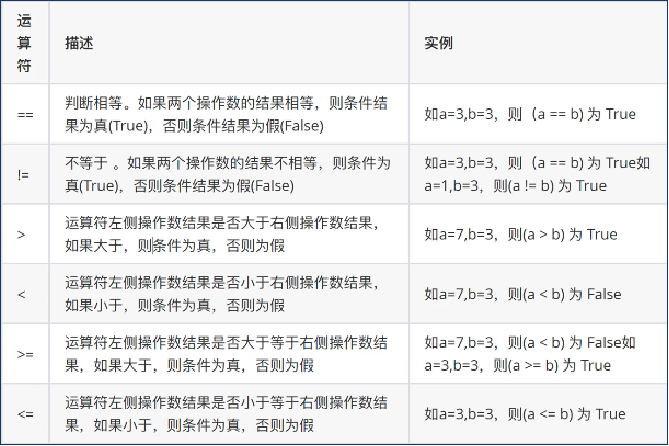 运算符 描述 实例
== 判断相等。如果两个操作数的结果相等，则条件结果为真(True)，否则条件结果为假(False) 如a=3,b=3，则（a == b) 为 True
!= 不等于 。如果两个操作数的结果不相等，则条件为真(True)，否则条件结果为假(False) 如a=3,b=3，则（a == b) 为 True如a=1,b=3，则(a != b) 为 True
> 运算符左侧操作数结果是否大于右侧操作数结果，如果大于，则条件为真，否则为假 如a=7,b=3，则(a > b) 为 True
< 运算符左侧操作数结果是否小于右侧操作数结果，如果小于，则条件为真，否则为假 如a=7,b=3，则(a < b) 为 False
>= 运算符左侧操作数结果是否大于等于右侧操作数结果，如果大于，则条件为真，否则为假 如a=7,b=3，则(a < b) 为 False如a=3,b=3，则(a >= b) 为 True
<= 运算符左侧操作数结果是否小于等于右侧操作数结果，如果小于，则条件为真，否则为假 如a=3,b=3，则(a <= b) 为 True